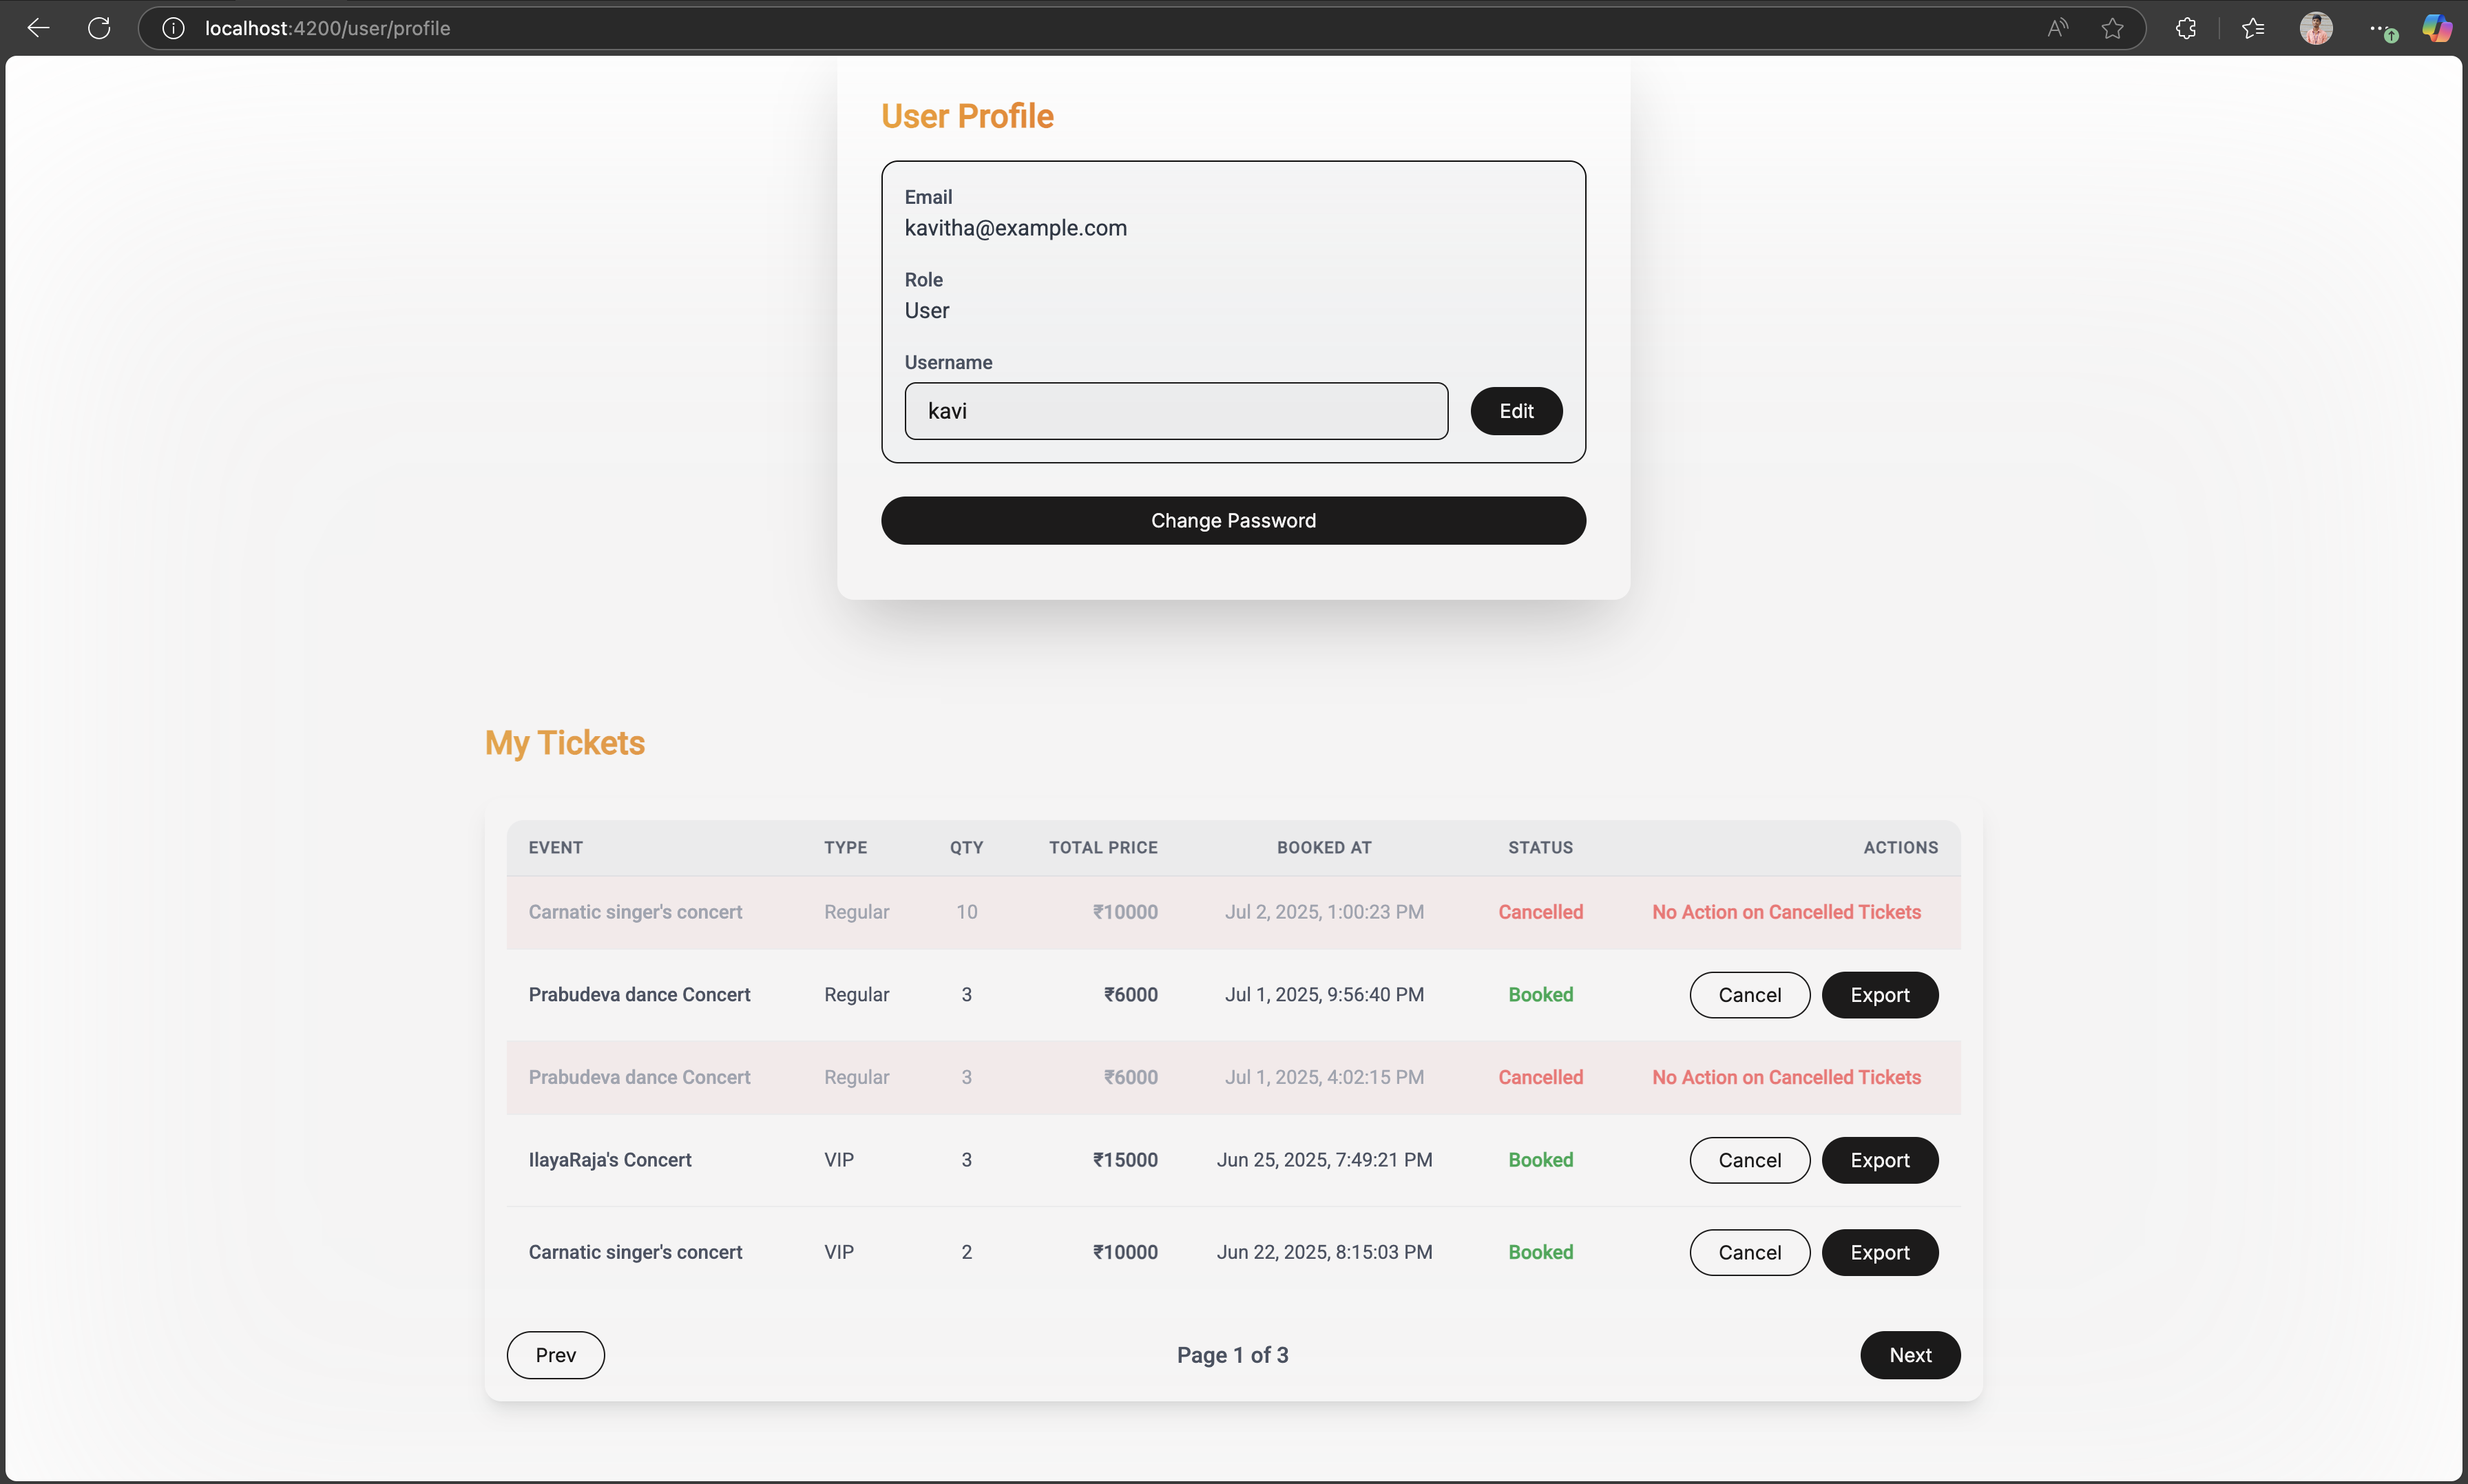 localhost:4200/user/profile
User Profile
Email
kavitha@example.com
Role
User
Username
kavi
Edit
Change Password
My Tickets
EVENT TYPE QTY TOTAL PRICE BOOKED AT STATUS ACTIONS
Carnatic singer's concert Regular 10 ₹10000 Jul 2, 2025, 1:00:23 PM Cancelled No Action on Cancelled Tickets
Prabudeva dance Concert Regular 3 ₹6000 Jul 1, 2025, 9:56:40 PM Booked Cancel Export
Prabudeva dance Concert Regular 3 ₹6000 Jul 1, 2025, 4:02:15 PM Cancelled No Action on Cancelled Tickets
IlayaRaja's Concert VIP 3 ₹15000 Jun 25, 2025, 7:49:21 PM Booked Cancel Export
Carnatic singer's concert VIP 2 ₹10000 Jun 22, 2025, 8:15:03 PM Booked Cancel Export
Prev Page 1 of 3 Next